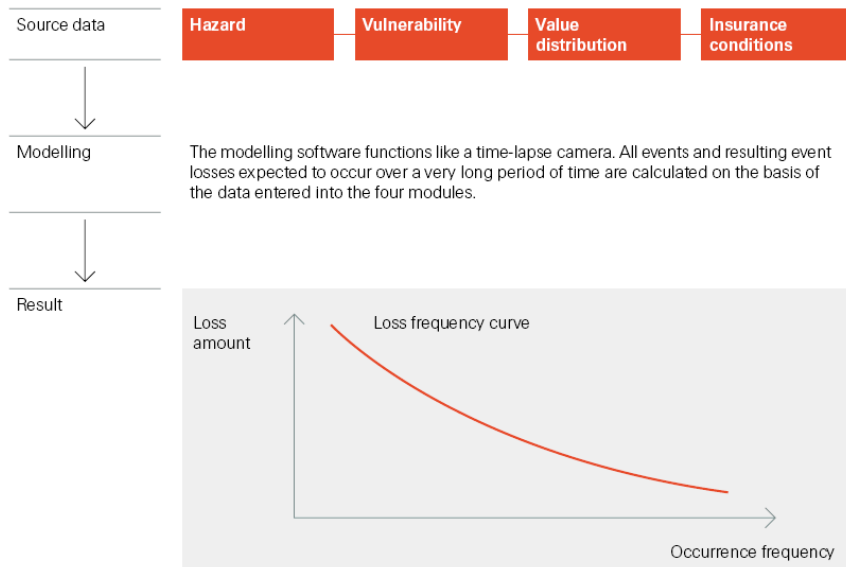 Source data
Hazard
Vulnerability
Value
distribution
Insurance
conditions
Modelling
The modelling software functions like a time-lapse camera. All events and resulting event
losses expected to occur over a very long period of time are calculated on the basis of
the data entered into the four modules.
Result
Loss
amount
Loss frequency curve
Occurrence frequency